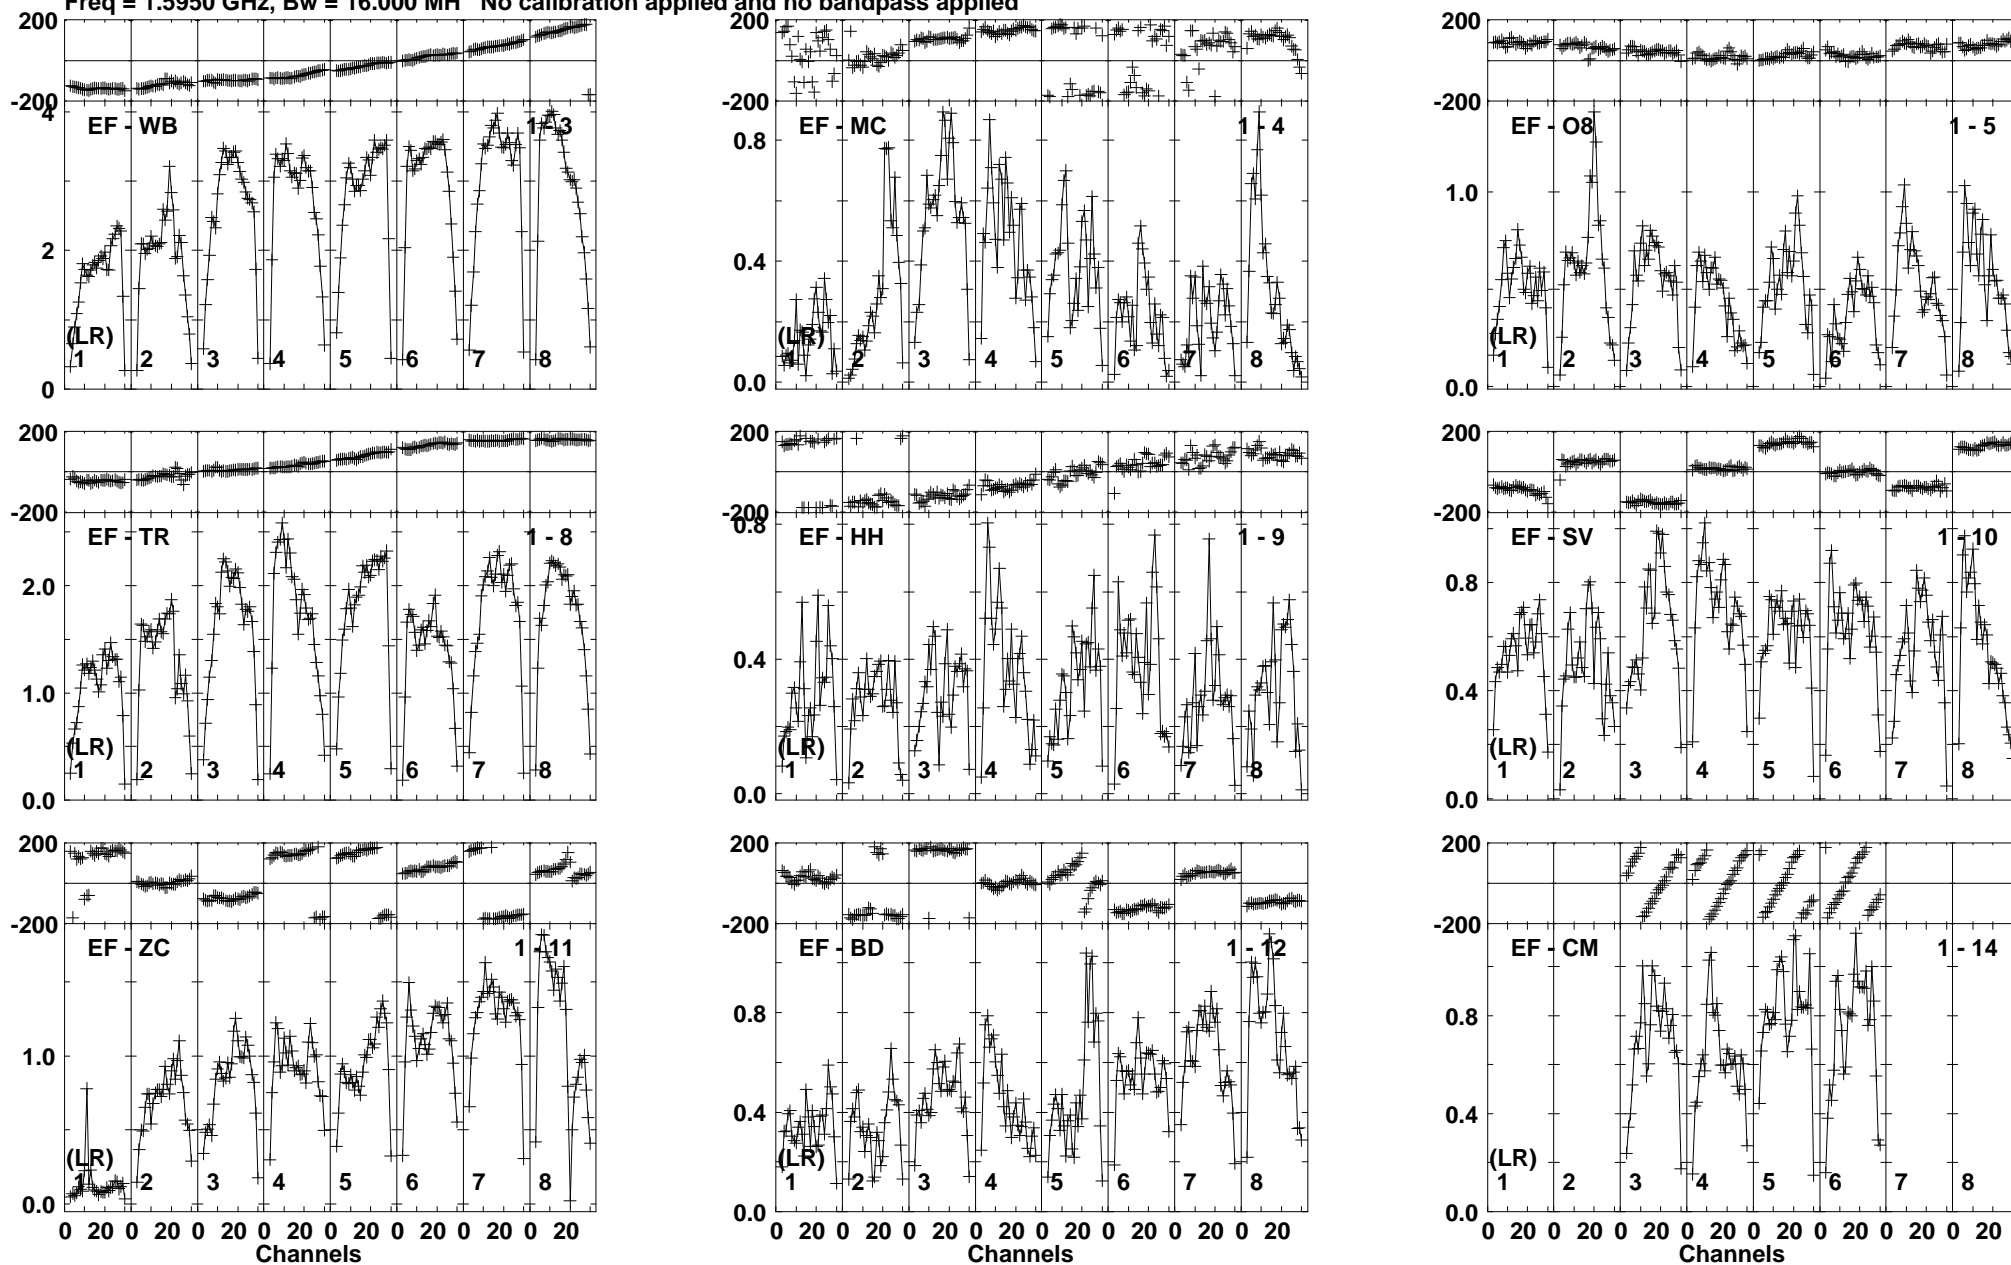 Freq = 1.5950 GHz, Bw = 16.000 MH No calibration applied and no bandpass applied
200
-200
4
2
0
EF - WB
1 - 3
(LR)
1 2 3 4 5 6 7 8
200
-200
0.8
0.4
0.0
EF - MC
1 - 4
(LR)
1 2 3 4 5 6 7 8
200
-200
1.0
0.0
EF - O8
1 - 5
(LR)
1 2 3 4 5 6 7 8
200
-200
2.0
1.0
0.0
EF - TR
1 - 8
(LR)
1 2 3 4 5 6 7 8
200
-200
0.8
0.4
0.0
EF - HH
1 - 9
(LR)
1 2 3 4 5 6 7 8
200
-200
0.8
0.4
0.0
EF - SV
1 - 10
(LR)
1 2 3 4 5 6 7 8
200
-200
1.0
0.0
EF - ZC
1 - 11
(LR)
1 2 3 4 5 6 7 8
0 20 0 20 0 20 0 20 0 20 0 20 0 20 0 20
Channels
200
-200
0.8
0.4
0.0
EF - BD
1 - 12
(LR)
1 2 3 4 5 6 7 8
0 20 0 20 0 20 0 20 0 20 0 20 0 20 0 20
Channels
200
-200
0.8
0.4
0.0
EF - CM
1 - 14
(LR)
1 2 3 4 5 6 7 8
0 20 0 20 0 20 0 20 0 20 0 20 0 20 0 20
Channels